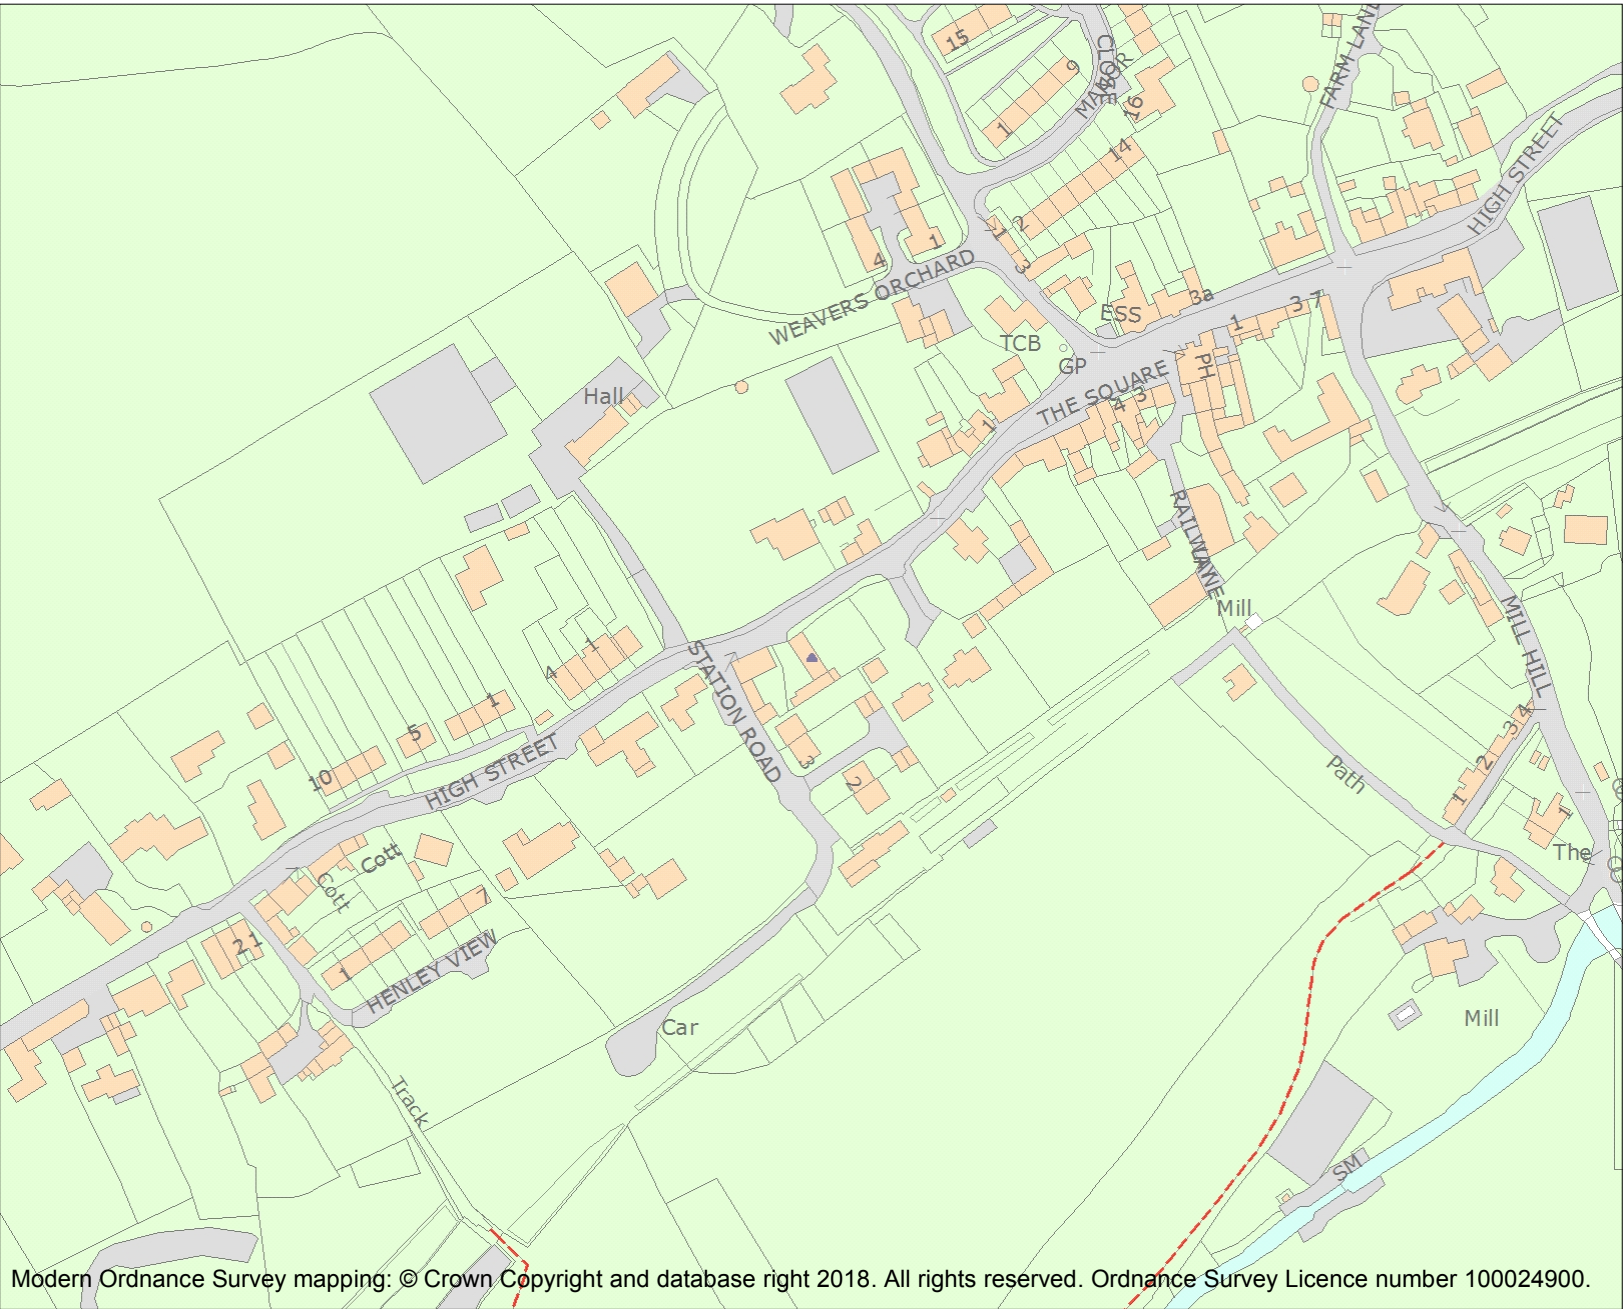 15
9
CLOSE
MANOR
16
1
14
FARM LANE
HIGH STREET
2
1
1
3
4
WEAVERS ORCHARD
ESS
3a
3 7
1
TCB
GP
PH
THE SQUARE
3
4
1
Hall
RAILWAY
LANE
Mill
MILL HILL
1
4
STATION ROAD
1
5
10
HIGH STREET
3
2
Path
4
3
2
1
1
The
Cott
Cott
7
2 1
1
HENLEY VIEW
Car
Mill
Track
SM
Modern Ordnance Survey mapping: © Crown Copyright and database right 2018. All rights reserved. Ordnance Survey Licence number 100024900.